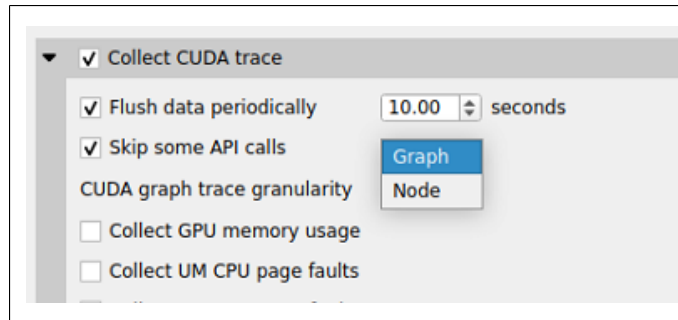 Collect CUDA trace
Flush data periodically 10.00 seconds
Skip some API calls
Graph
CUDA graph trace granularity Node
Collect GPU memory usage
Collect UM CPU page faults